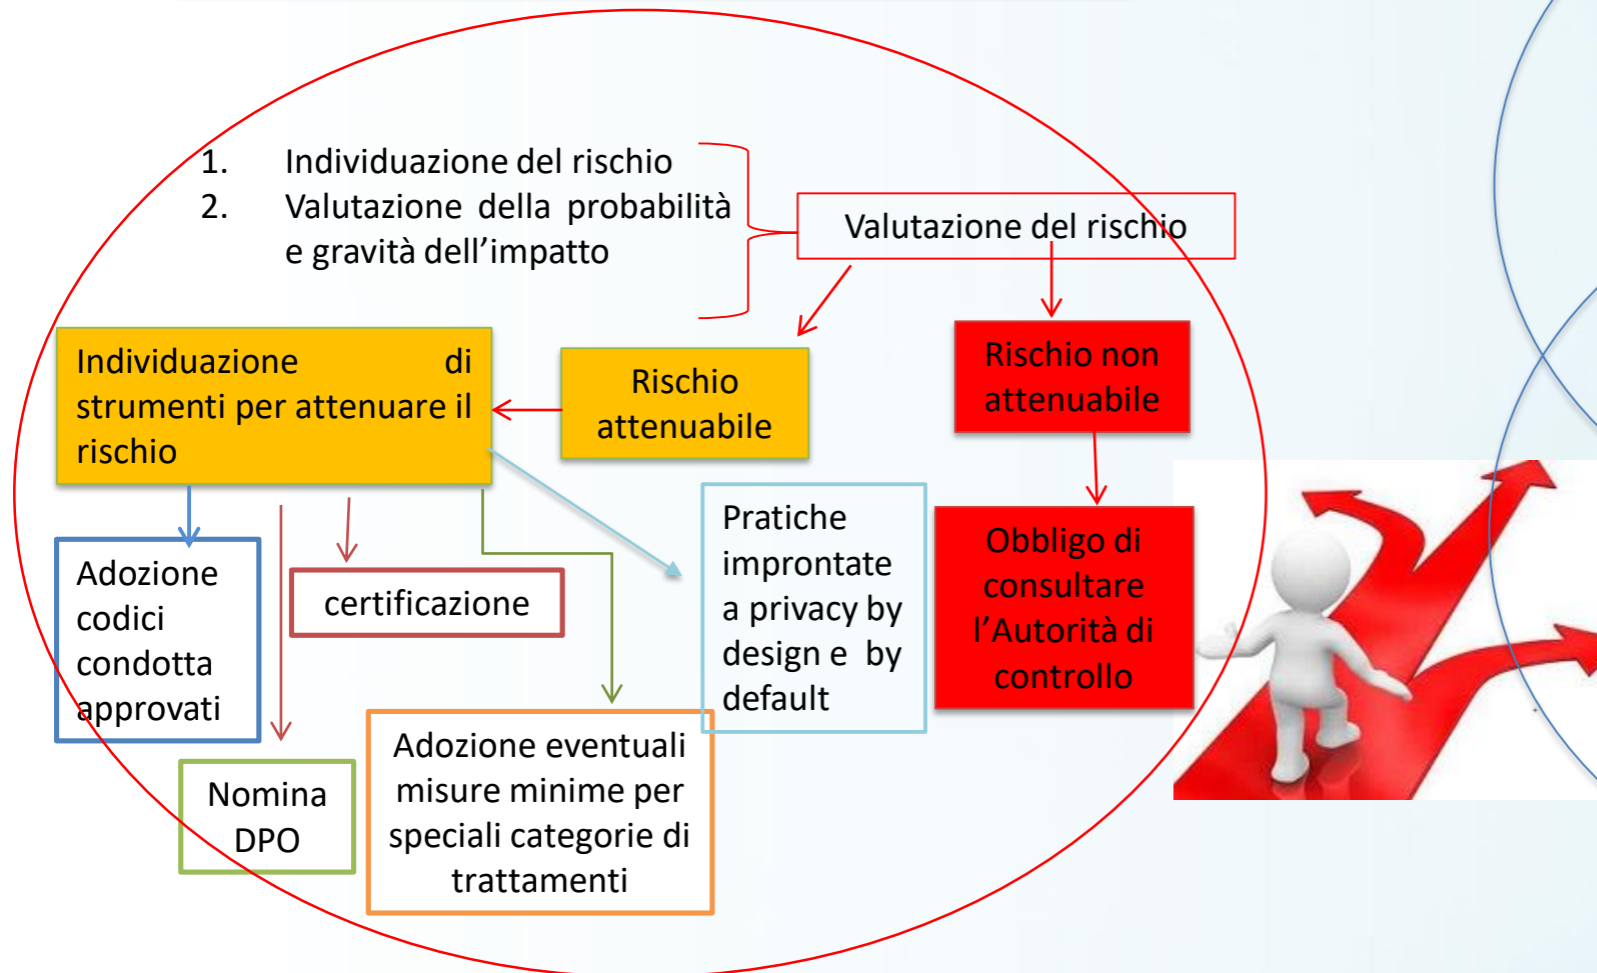 1. Individuazione del rischio
2. Valutazione della probabilità
e gravità dell’impatto
Valutazione del rischio
Individuazione di
strumenti per attenuare il
rischio
Rischio
attenuabile
Rischio non
attenuabile
Adozione
codici
condotta
approvati
certificazione
Pratiche
improntate
a privacy by
design e by
default
Obbligo di
consultare
l’Autorità di
controllo
Nomina
DPO
Adozione eventuali
misure minime per
speciali categorie di
trattamenti